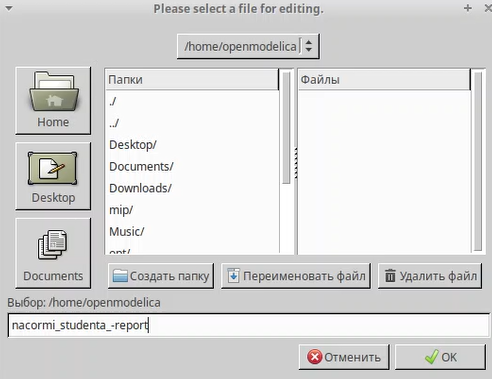 Please select a file for editing.
/home/openmodelica
Home
Desktop
Documents
Папки
./
../
Desktop/
Documents/
Downloads/
mip/
Music/
opt/
Файлы
Создать папку
Переименовать файл
Удалить файл
Выбор: /home/openmodelica
nacormi_studenta_-report
Отменить
OK